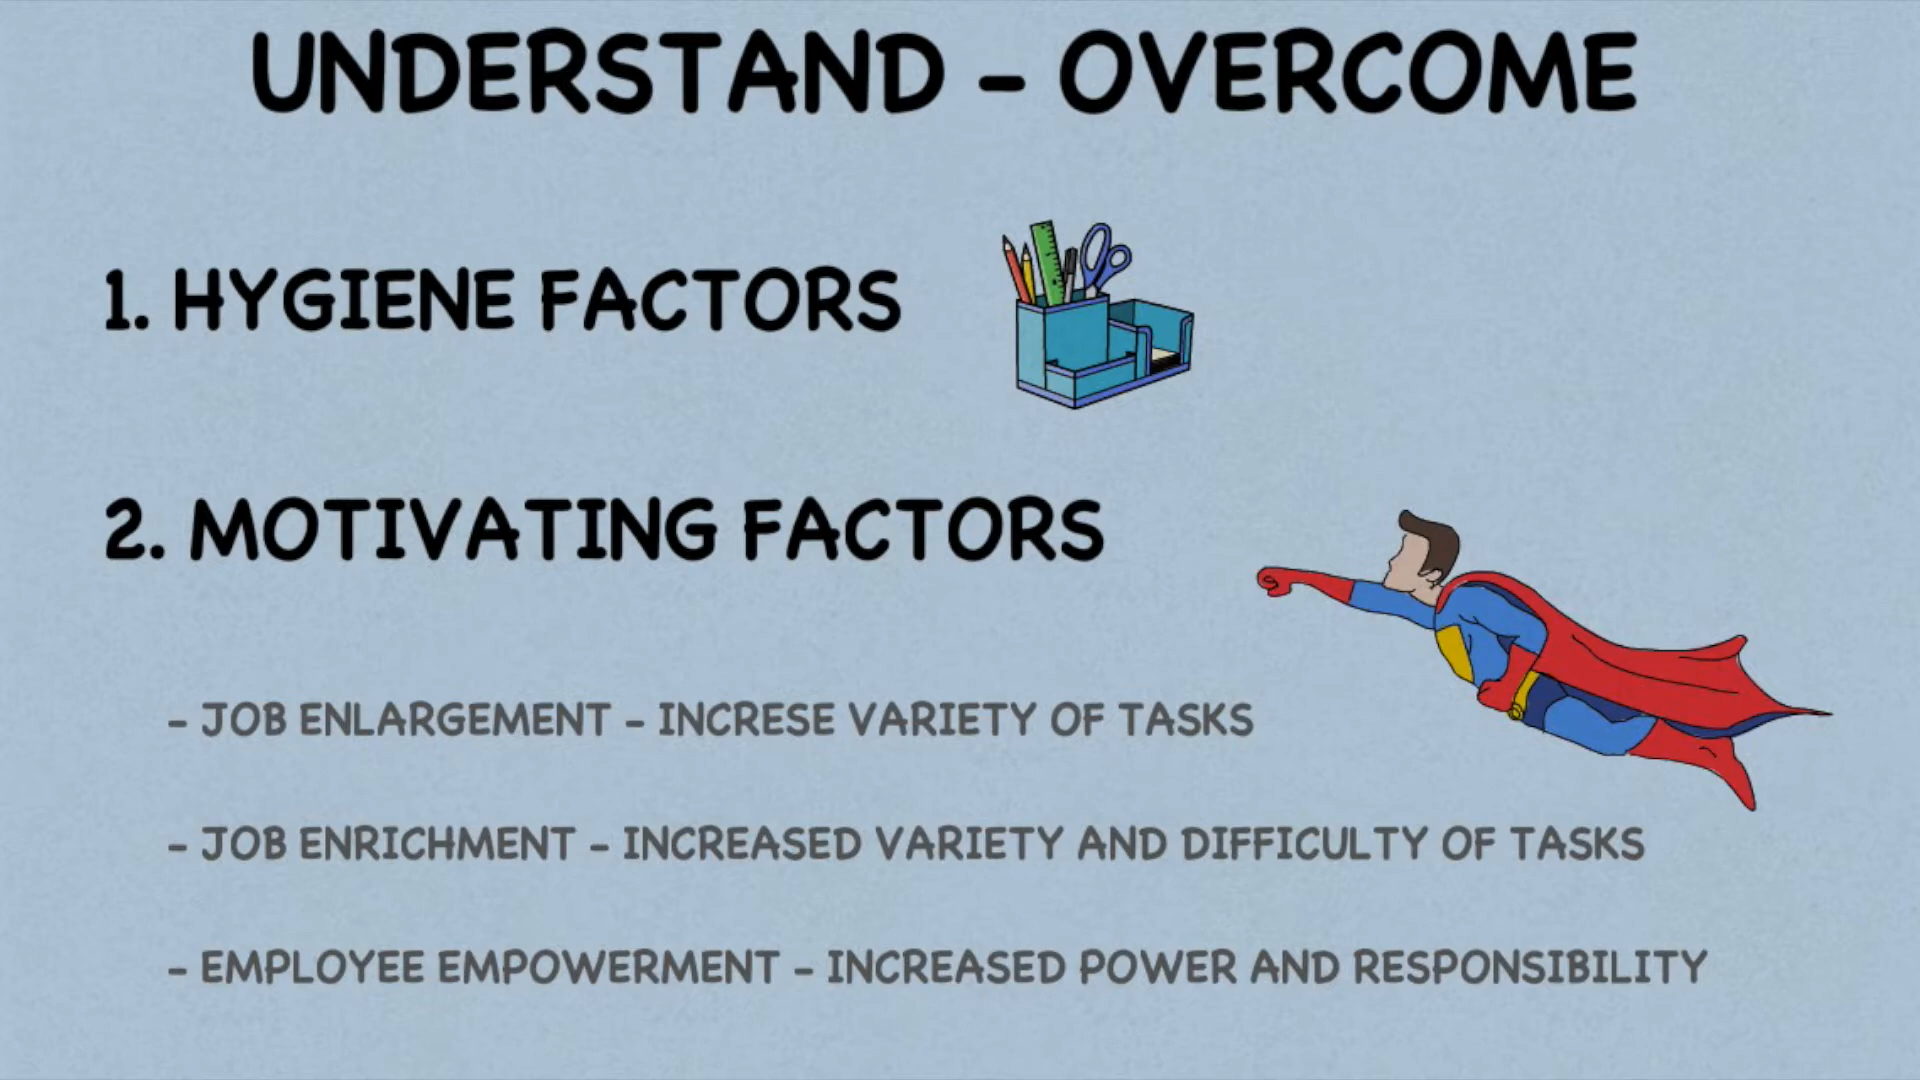 UNDERSTAND - OVERCOME
1. HYGIENE FACTORS
2. MOTIVATING FACTORS
- JOB ENLARGEMENT - INCRESE VARIETY OF TASKS
- JOB ENRICHMENT - INCREASED VARIETY AND DIFFICULTY OF TASKS
- EMPLOYEE EMPOWERMENT - INCREASED POWER AND RESPONSIBILITY